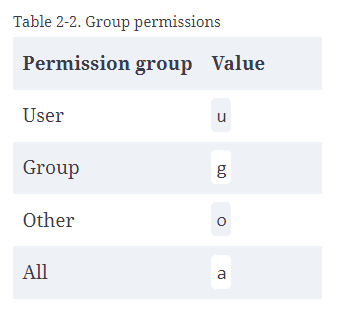 Table 2-2. Group permissions
Permission group Value
User u
Group g
Other o
All a